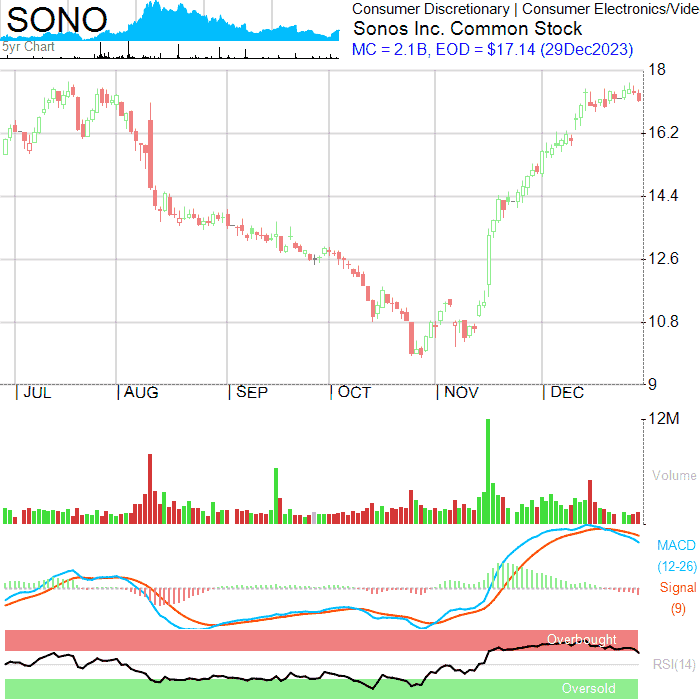 SONO
5yr Chart
Consumer Discretionary | Consumer Electronics/Vide
Sonos Inc. Common Stock
MC = 2.1B, EOD = $17.14 (29Dec2023)
18
16.2
14.4
12.6
10.8
9
JUL AUG SEP OCT NOV DEC
12M
Volume
MACD
(12-26)
Signal
(9)
Overbought
RSI(14)
Oversold